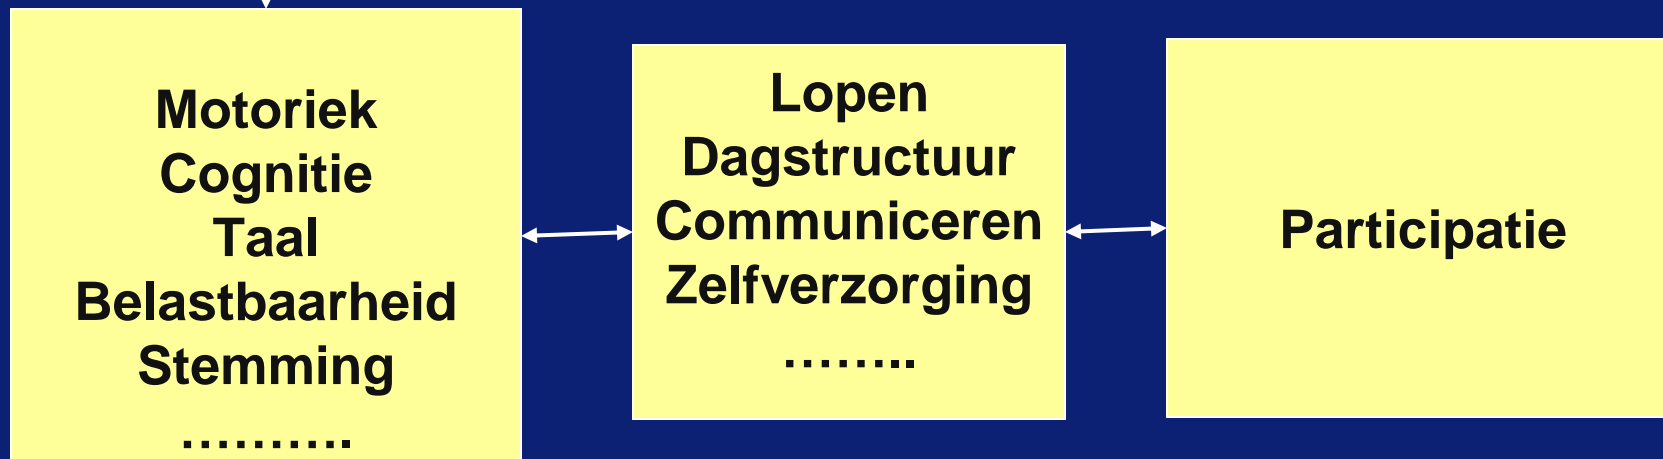 Motoriek
Cognitie
Taal
Belastbaarheid
Stemming
……….
Lopen
Dagstructuur
Communiceren
Zelfverzorging
……..
Participatie